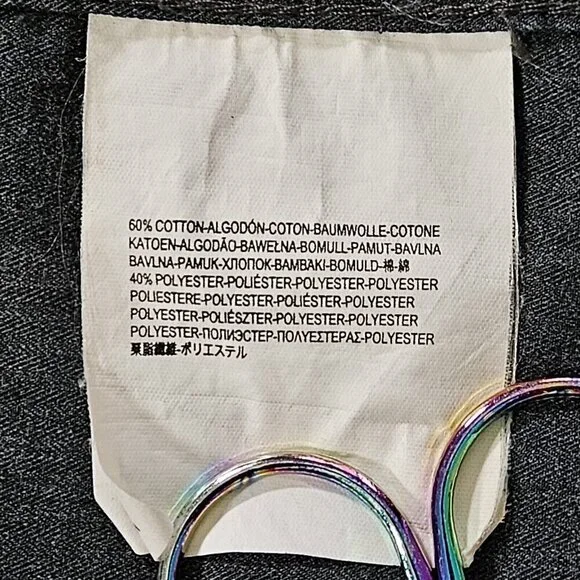 60% COTTON-ALGODÓN-COTON-BAUMWOLLE-COTONE
KATOEN-ALGODÃO-BAWEŁNA-BOMULL-PAMUT-BAVLNA
BAVLNA-PAMUK-ХЛОПОК-ΒΑΜΒΑΚΙ-BOMULD-棉-綿
40% POLYESTER-POLIÉSTER-POLYESTER-POLYESTER
POLIESTERE-POLYESTER-POLIÉSTER-POLYESTER
POLYESTER-POLIÉSZTER-POLYESTER-POLYESTER
POLYESTER-ПОЛИЭСТЕР-ΠΟΛΥΕΣΤΕΡΑΣ-POLYESTER
聚脂纖維-ポリエステル